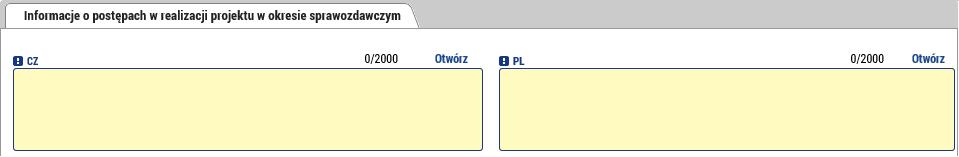 Informacje o postępach w realizacji projektu w okresie sprawozdawczym
CZ 0/2000 Otwórz PL 0/2000 Otwórz